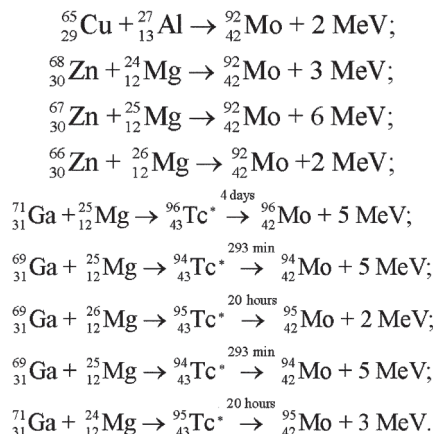 ⁶⁵₂₉Cu + ²⁷₁₃Al → ⁹²₄₂Mo + 2 MeV;
⁶⁸₃₀Zn + ²⁴₁₂Mg → ⁹²₄₂Mo + 3 MeV;
⁶⁷₃₀Zn + ²⁵₁₂Mg → ⁹²₄₂Mo + 6 MeV;
⁶⁶₃₀Zn + ²⁶₁₂Mg → ⁹²₄₂Mo +2 MeV;
⁷¹₃₁Ga + ²⁵₁₂Mg → ⁹⁶₄₃Tc* 4 days → ⁹⁶₄₂Mo + 5 MeV;
⁶⁹₃₁Ga + ²⁵₁₂Mg → ⁹⁴₄₃Tc* 293 min → ⁹⁴₄₂Mo + 5 MeV;
⁶⁹₃₁Ga + ²⁶₁₂Mg → ⁹⁵₄₃Tc* 20 hours → ⁹⁵₄₂Mo + 2 MeV;
⁶⁹₃₁Ga + ²⁵₁₂Mg → ⁹⁴₄₃Tc* 293 min → ⁹⁴₄₂Mo + 5 MeV;
⁷¹₃₁Ga + ²⁴₁₂Mg → ⁹⁵₄₃Tc* 20 hours → ⁹⁵₄₂Mo + 3 MeV.